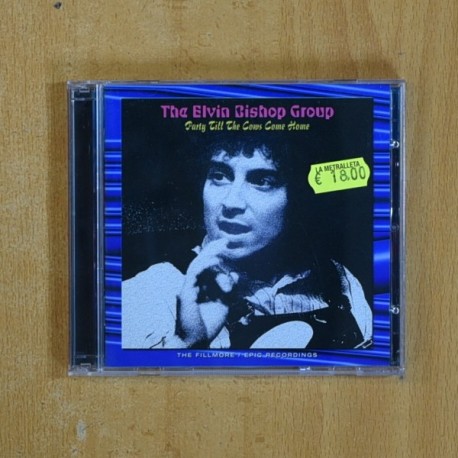 The Elvin Bishop Group
Party Till The Cows Come Home
LA METRALLETA
€ 18.00
THE FILLMORE / EPIC RECORDINGS